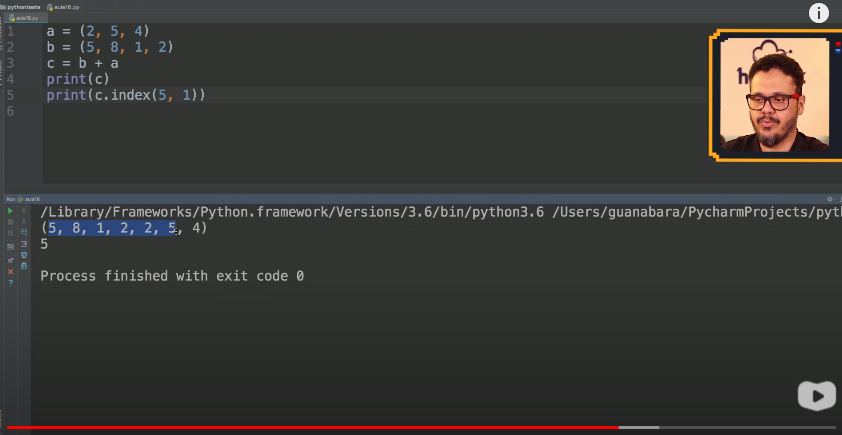 pythonteste aula16.py
aula16.py
1 a = (2, 5, 4)
2 b = (5, 8, 1, 2)
3 c = b + a
4 print(c)
5 print(c.index(5, 1))
6
Run aula16
/Library/Frameworks/Python.framework/Versions/3.6/bin/python3.6 /Users/guanabara/PycharmProjects/pyt
(5, 8, 1, 2, 2, 5, 4)
5
Process finished with exit code 0